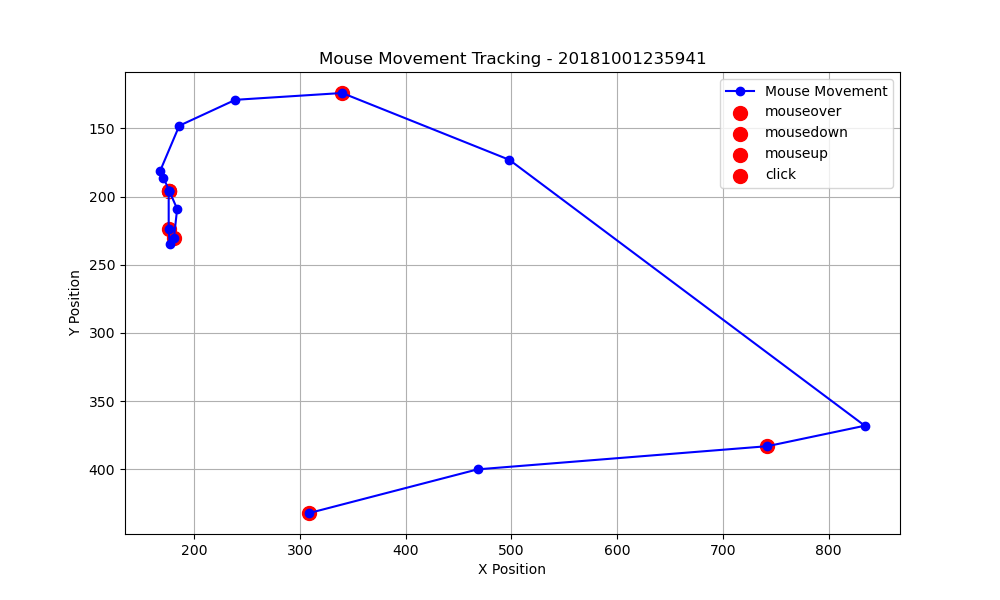 Mouse Movement Tracking - 20181001235941
Mouse Movement
mouseover
mousedown
mouseup
click
Y Position
150
200
250
300
350
400
200
300
400
500
600
700
800
X Position